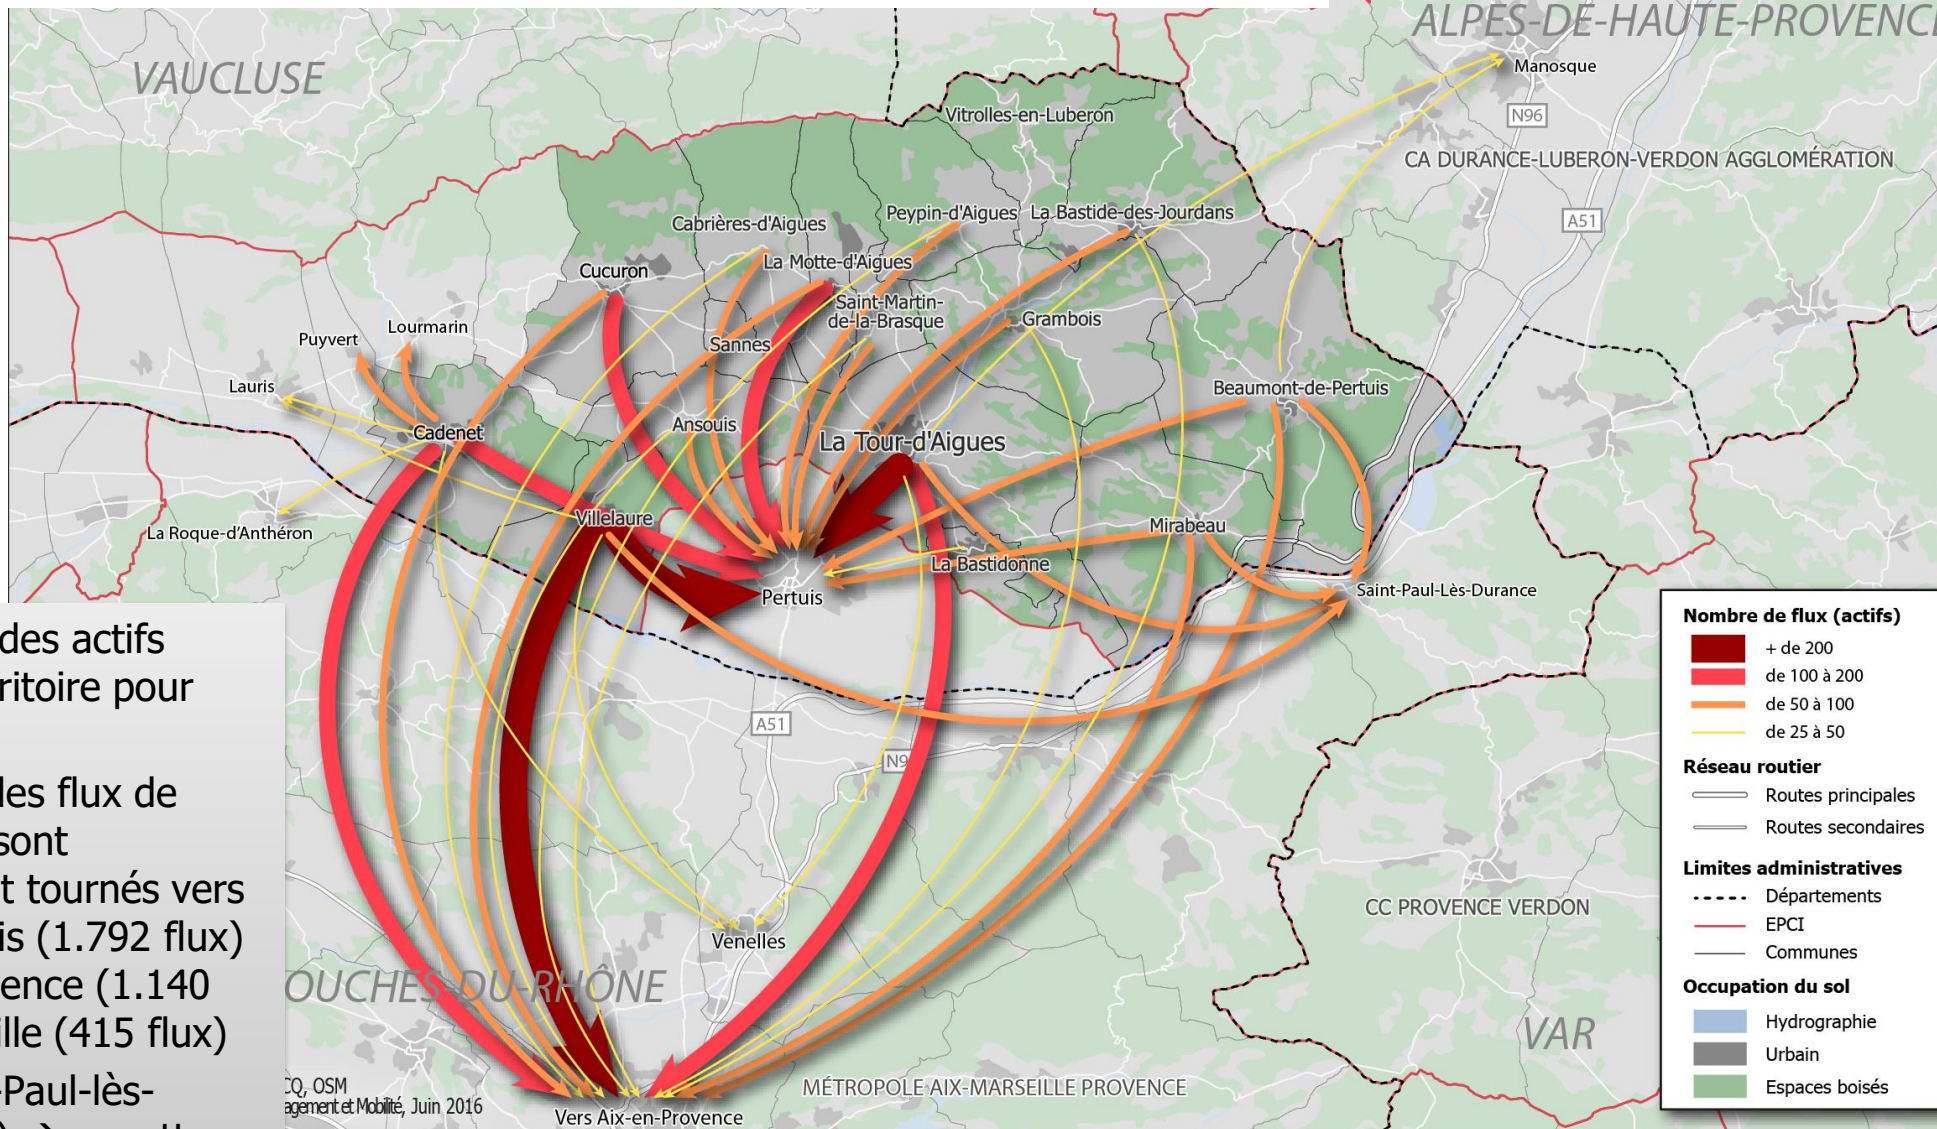 ALPES-DE-HAUTE-PROVENCE
VAUCLUSE
Manosque
N96
Vitrolles-en-Luberon
CA DURANCE-LUBERON-VERDON AGGLOMÉRATION
A51
Cabrières-d'Aigues
Peypin-d'Aigues
La Bastide-des-Jourdans
La Motte-d'Aigues
Cucuron
Saint-Martin-
de-la-Brasque
Grambois
Lourmarin
Puyvert
Sannes
Lauris
Beaumont-de-Pertuis
Cadenet
Ansouis
La Tour-d'Aigues
Villelaure
Mirabeau
La Roque-d'Anthéron
La Bastidonne
Pertuis
Saint-Paul-Lès-Durance
A51
N9
Venelles
CC PROVENCE VERDON
OUCHES-DU-RHÔNE
VAR
MÉTROPOLE AIX-MARSEILLE PROVENCE
Vers Aix-en-Provence
des actifs
ritoire pour
les flux de
sont
t tournés vers
is (1.792 flux)
ence (1.140
ille (415 flux)
-Paul-lès-
CQ, OSM
agement et Mobilité, Juin 2016
Nombre de flux (actifs)
+ de 200
de 100 à 200
de 50 à 100
de 25 à 50
Réseau routier
Routes principales
Routes secondaires
Limites administratives
Départements
EPCI
Communes
Occupation du sol
Hydrographie
Urbain
Espaces boisés